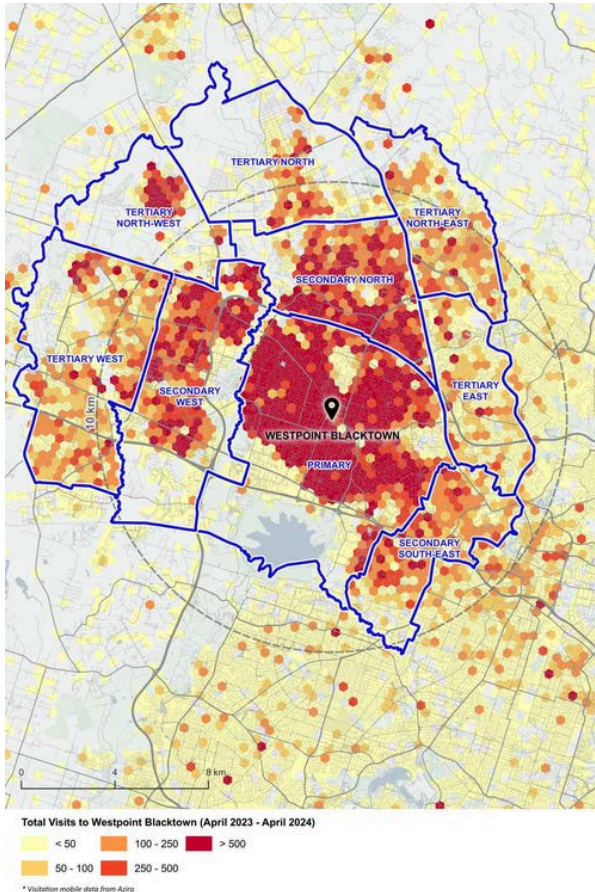 TERTIARY NORTH
TERTIARY
NORTH-WEST
TERTIARY
NORTH-EAST
SECONDARY NORTH
TERTIARY WEST
SECONDARY
WEST
TERTIARY
EAST
10 km
WESTPOINT BLACKTOWN
PRIMARY
SECONDARY
SOUTH-EAST
0 4 8 km
Total Visits to Westpoint Blacktown (April 2023 - April 2024)
< 50 100 - 250 > 500
50 - 100 250 - 500
* Visitation mobile data from Azira